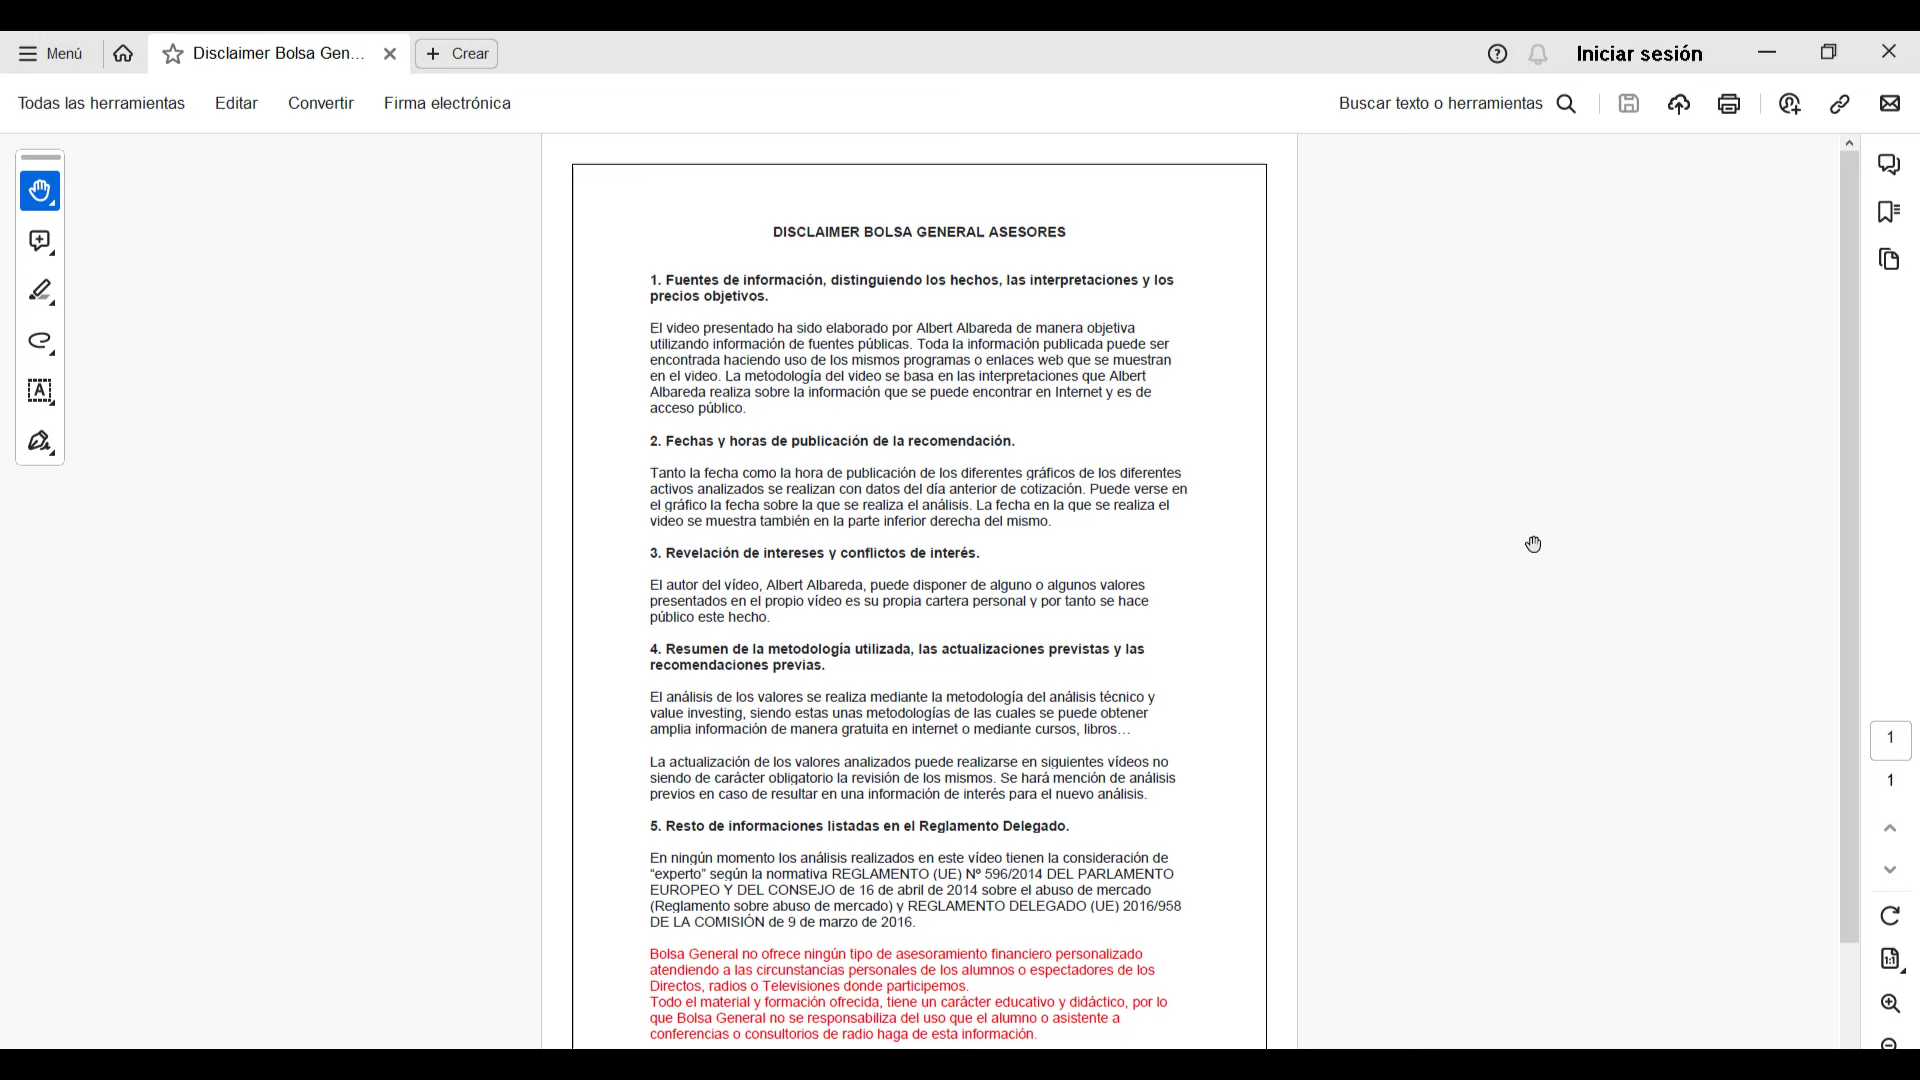 Menú
Disclaimer Bolsa Gen...
Crear
Iniciar sesión
Todas las herramientas
Editar
Convertir
Firma electrónica
Buscar texto o herramientas
DISCLAIMER BOLSA GENERAL ASESORES
1. Fuentes de información, distinguiendo los hechos, las interpretaciones y los
precios objetivos.
El video presentado ha sido elaborado por Albert Albareda de manera objetiva
utilizando información de fuentes públicas. Toda la información publicada puede ser
encontrada haciendo uso de los mismos programas o enlaces web que se muestran
en el video. La metodología del video se basa en las interpretaciones que Albert
Albareda realiza sobre la información que se puede encontrar en Internet y es de
acceso público.
2. Fechas y horas de publicación de la recomendación.
Tanto la fecha como la hora de publicación de los diferentes gráficos de los diferentes
activos analizados se realizan con datos del día anterior de cotización. Puede verse en
el gráfico la fecha sobre la que se realiza el análisis. La fecha en la que se realiza el
video se muestra también en la parte inferior derecha del mismo.
3. Revelación de intereses y conflictos de interés.
El autor del vídeo, Albert Albareda, puede disponer de alguno o algunos valores
presentados en el propio vídeo es su propia cartera personal y por tanto se hace
público este hecho.
4. Resumen de la metodología utilizada, las actualizaciones previstas y las
recomendaciones previas.
El análisis de los valores se realiza mediante la metodología del análisis técnico y
value investing, siendo estas unas metodologías de las cuales se puede obtener
amplia información de manera gratuita en internet o mediante cursos, libros…
La actualización de los valores analizados puede realizarse en siguientes vídeos no
siendo de carácter obligatorio la revisión de los mismos. Se hará mención de análisis
previos en caso de resultar en una información de interés para el nuevo análisis.
5. Resto de informaciones listadas en el Reglamento Delegado.
En ningún momento los análisis realizados en este vídeo tienen la consideración de
“experto” según la normativa REGLAMENTO (UE) Nº 596/2014 DEL PARLAMENTO
EUROPEO Y DEL CONSEJO de 16 de abril de 2014 sobre el abuso de mercado
(Reglamento sobre abuso de mercado) y REGLAMENTO DELEGADO (UE) 2016/958
DE LA COMISIÓN de 9 de marzo de 2016.
Bolsa General no ofrece ningún tipo de asesoramiento financiero personalizado
atendiendo a las circunstancias personales de los alumnos o espectadores de los
Directos, radios o Televisiones donde participemos.
Todo el material y formación ofrecida, tiene un carácter educativo y didáctico, por lo
que Bolsa General no se responsabiliza del uso que el alumno o asistente a
conferencias o consultorios de radio haga de esta información.
1
1